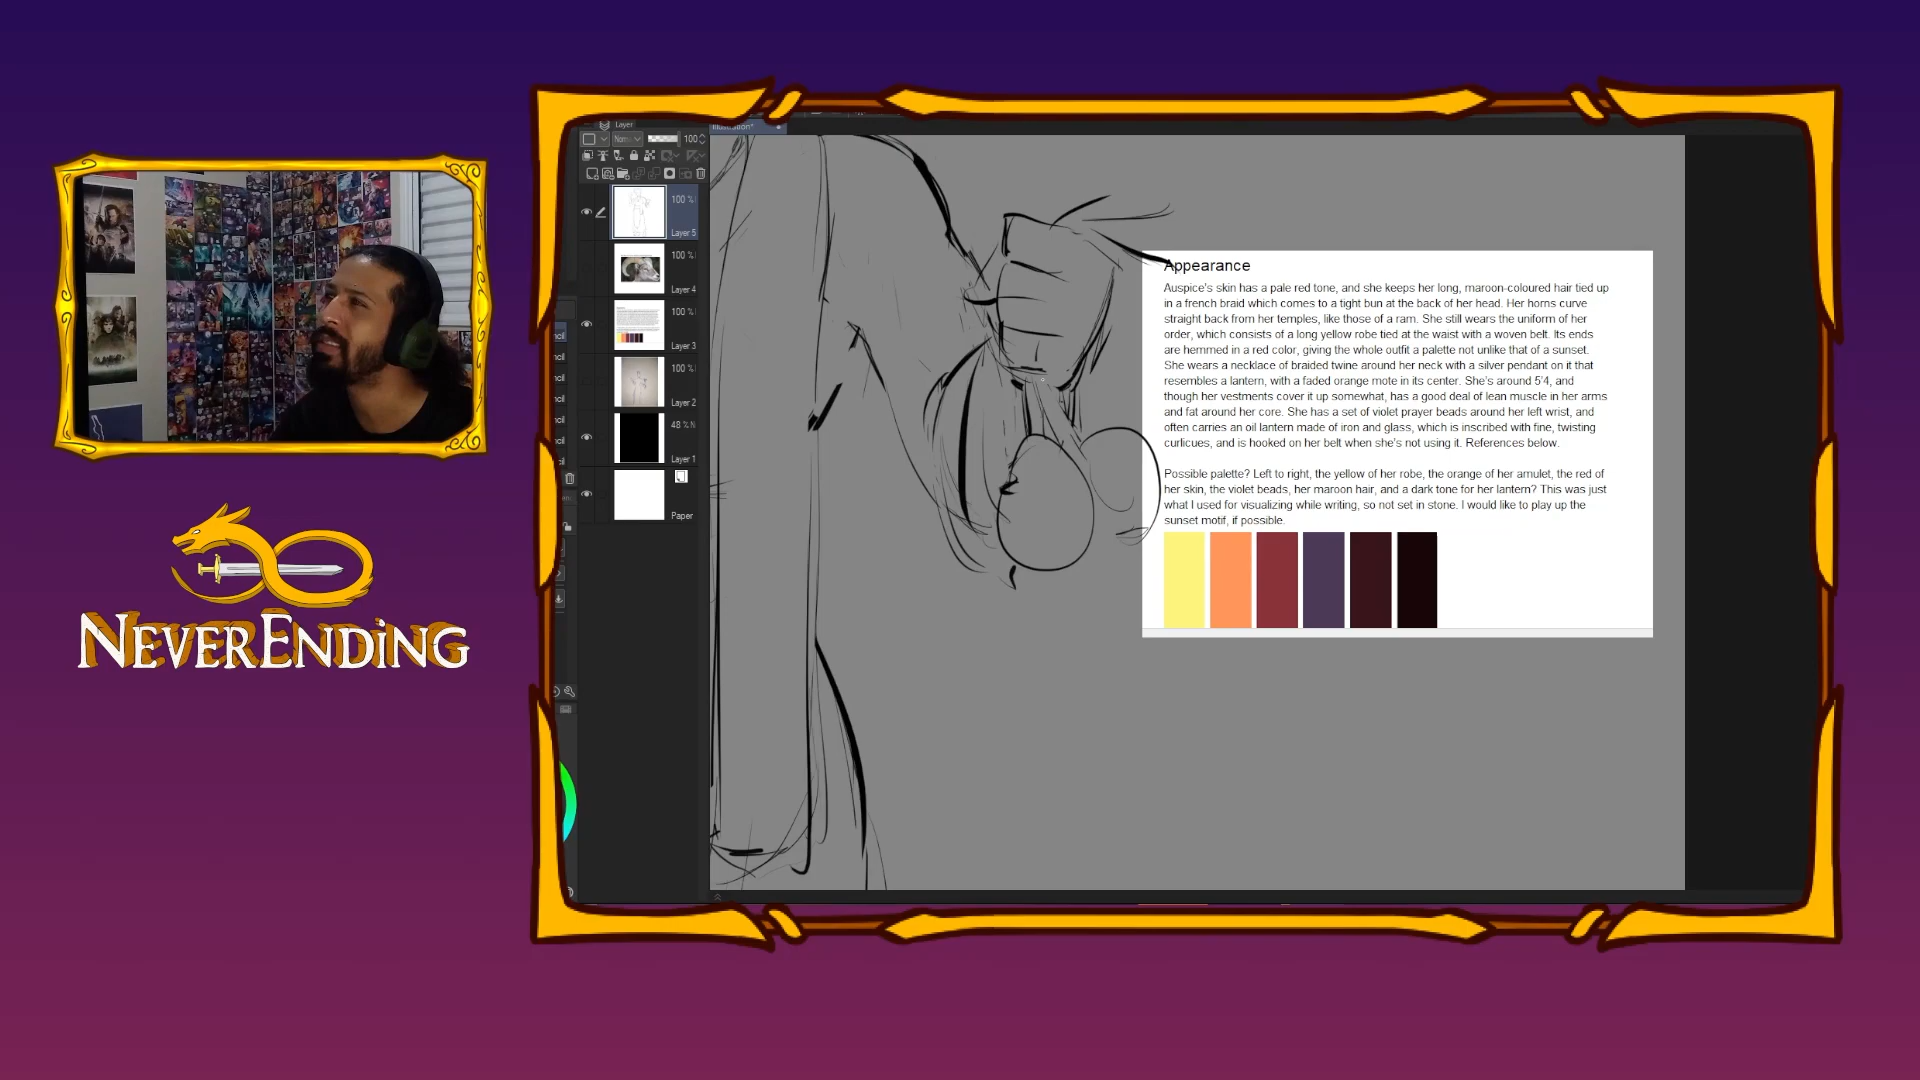 Layer
100
Illustration*
100 %
Layer 5
100 %
Layer 4
100 %
Layer 3
100 %
Layer 2
48 % N
Layer 1
Paper
Appearance
Auspice's skin has a pale red tone, and she keeps her long, maroon-coloured hair tied up
in a french braid which comes to a tight bun at the back of her head. Her horns curve
straight back from her temples, like those of a ram. She still wears the uniform of her
order, which consists of a long yellow robe tied at the waist with a woven belt. Its ends
are hemmed in a red color, giving the whole outfit a palette not unlike that of a sunset.
She wears a necklace of braided twine around her neck with a silver pendant on it that
resembles a lantern, with a faded orange mote in its center. She's around 5'4, and
though her vestments cover it up somewhat, has a good deal of lean muscle in her arms
and fat around her core. She has a set of violet prayer beads around her left wrist, and
often carries an oil lantern made of iron and glass, which is inscribed with fine, twisting
curlicues, and is hooked on her belt when she's not using it. References below.
Possible palette? Left to right, the yellow of her robe, the orange of her amulet, the red of
her skin, the violet beads, her maroon hair, and a dark tone for her lantern? This was just
what I used for visualizing while writing, so not set in stone. I would like to play up the
sunset motif, if possible.
NEVERENDiNG